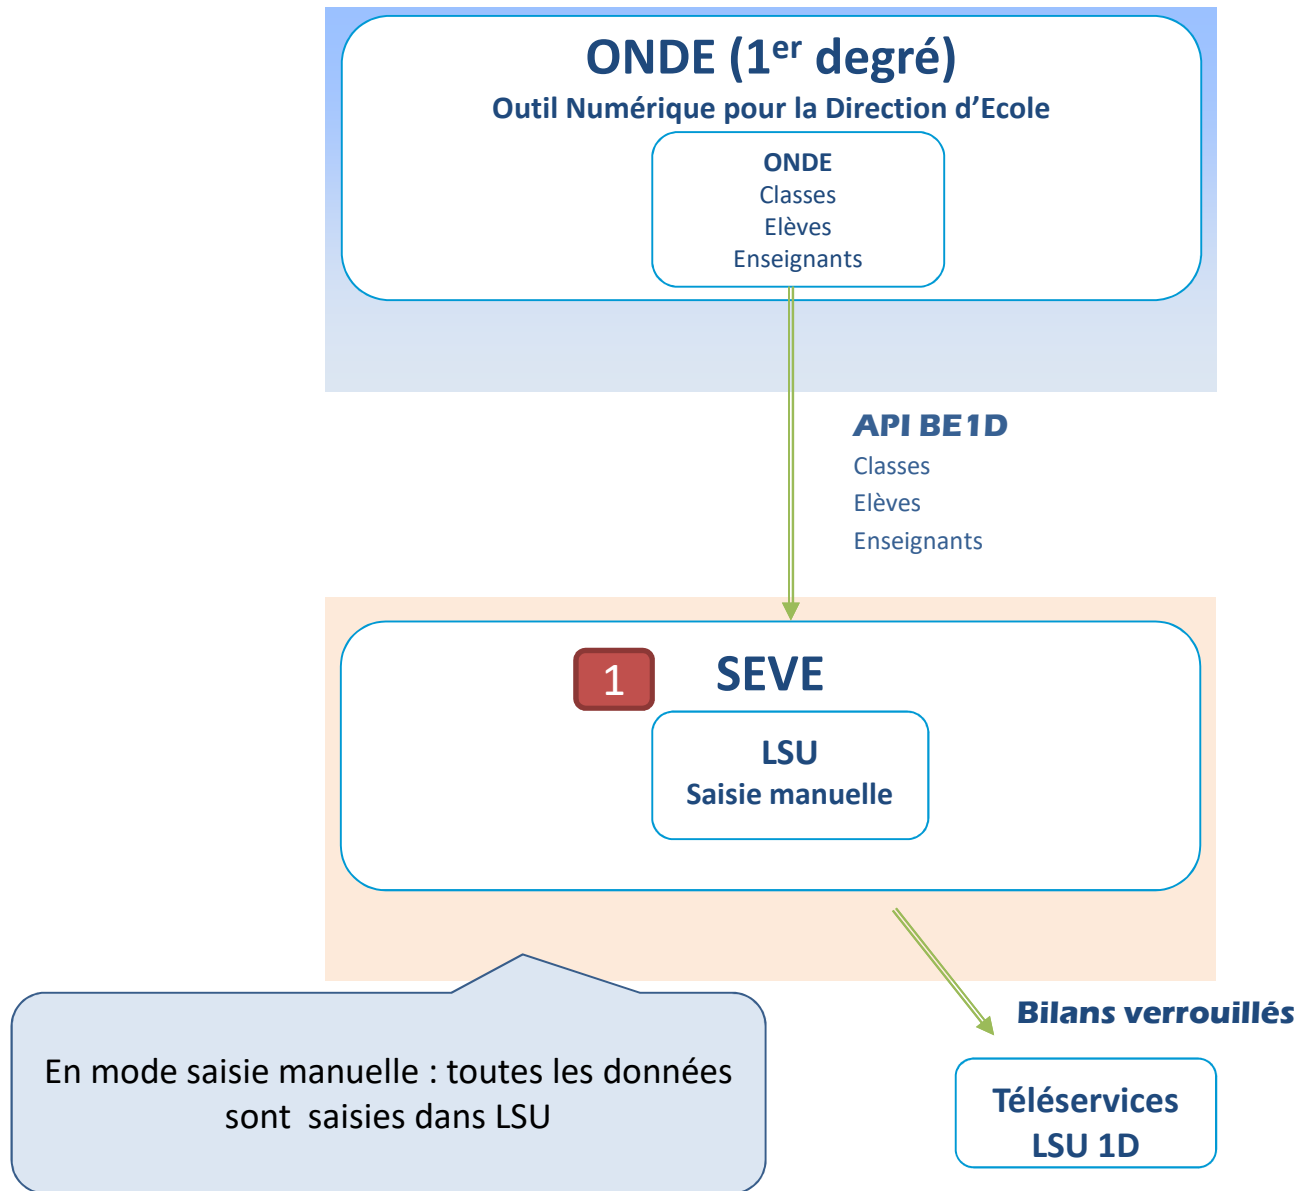 ONDE (1er degré)
Outil Numérique pour la Direction d’Ecole
ONDE
Classes
Elèves
Enseignants
API BE1D
Classes
Elèves
Enseignants
1
SEVE
LSU
Saisie manuelle
Bilans verrouillés
En mode saisie manuelle : toutes les données
sont saisies dans LSU
Téléservices
LSU 1D